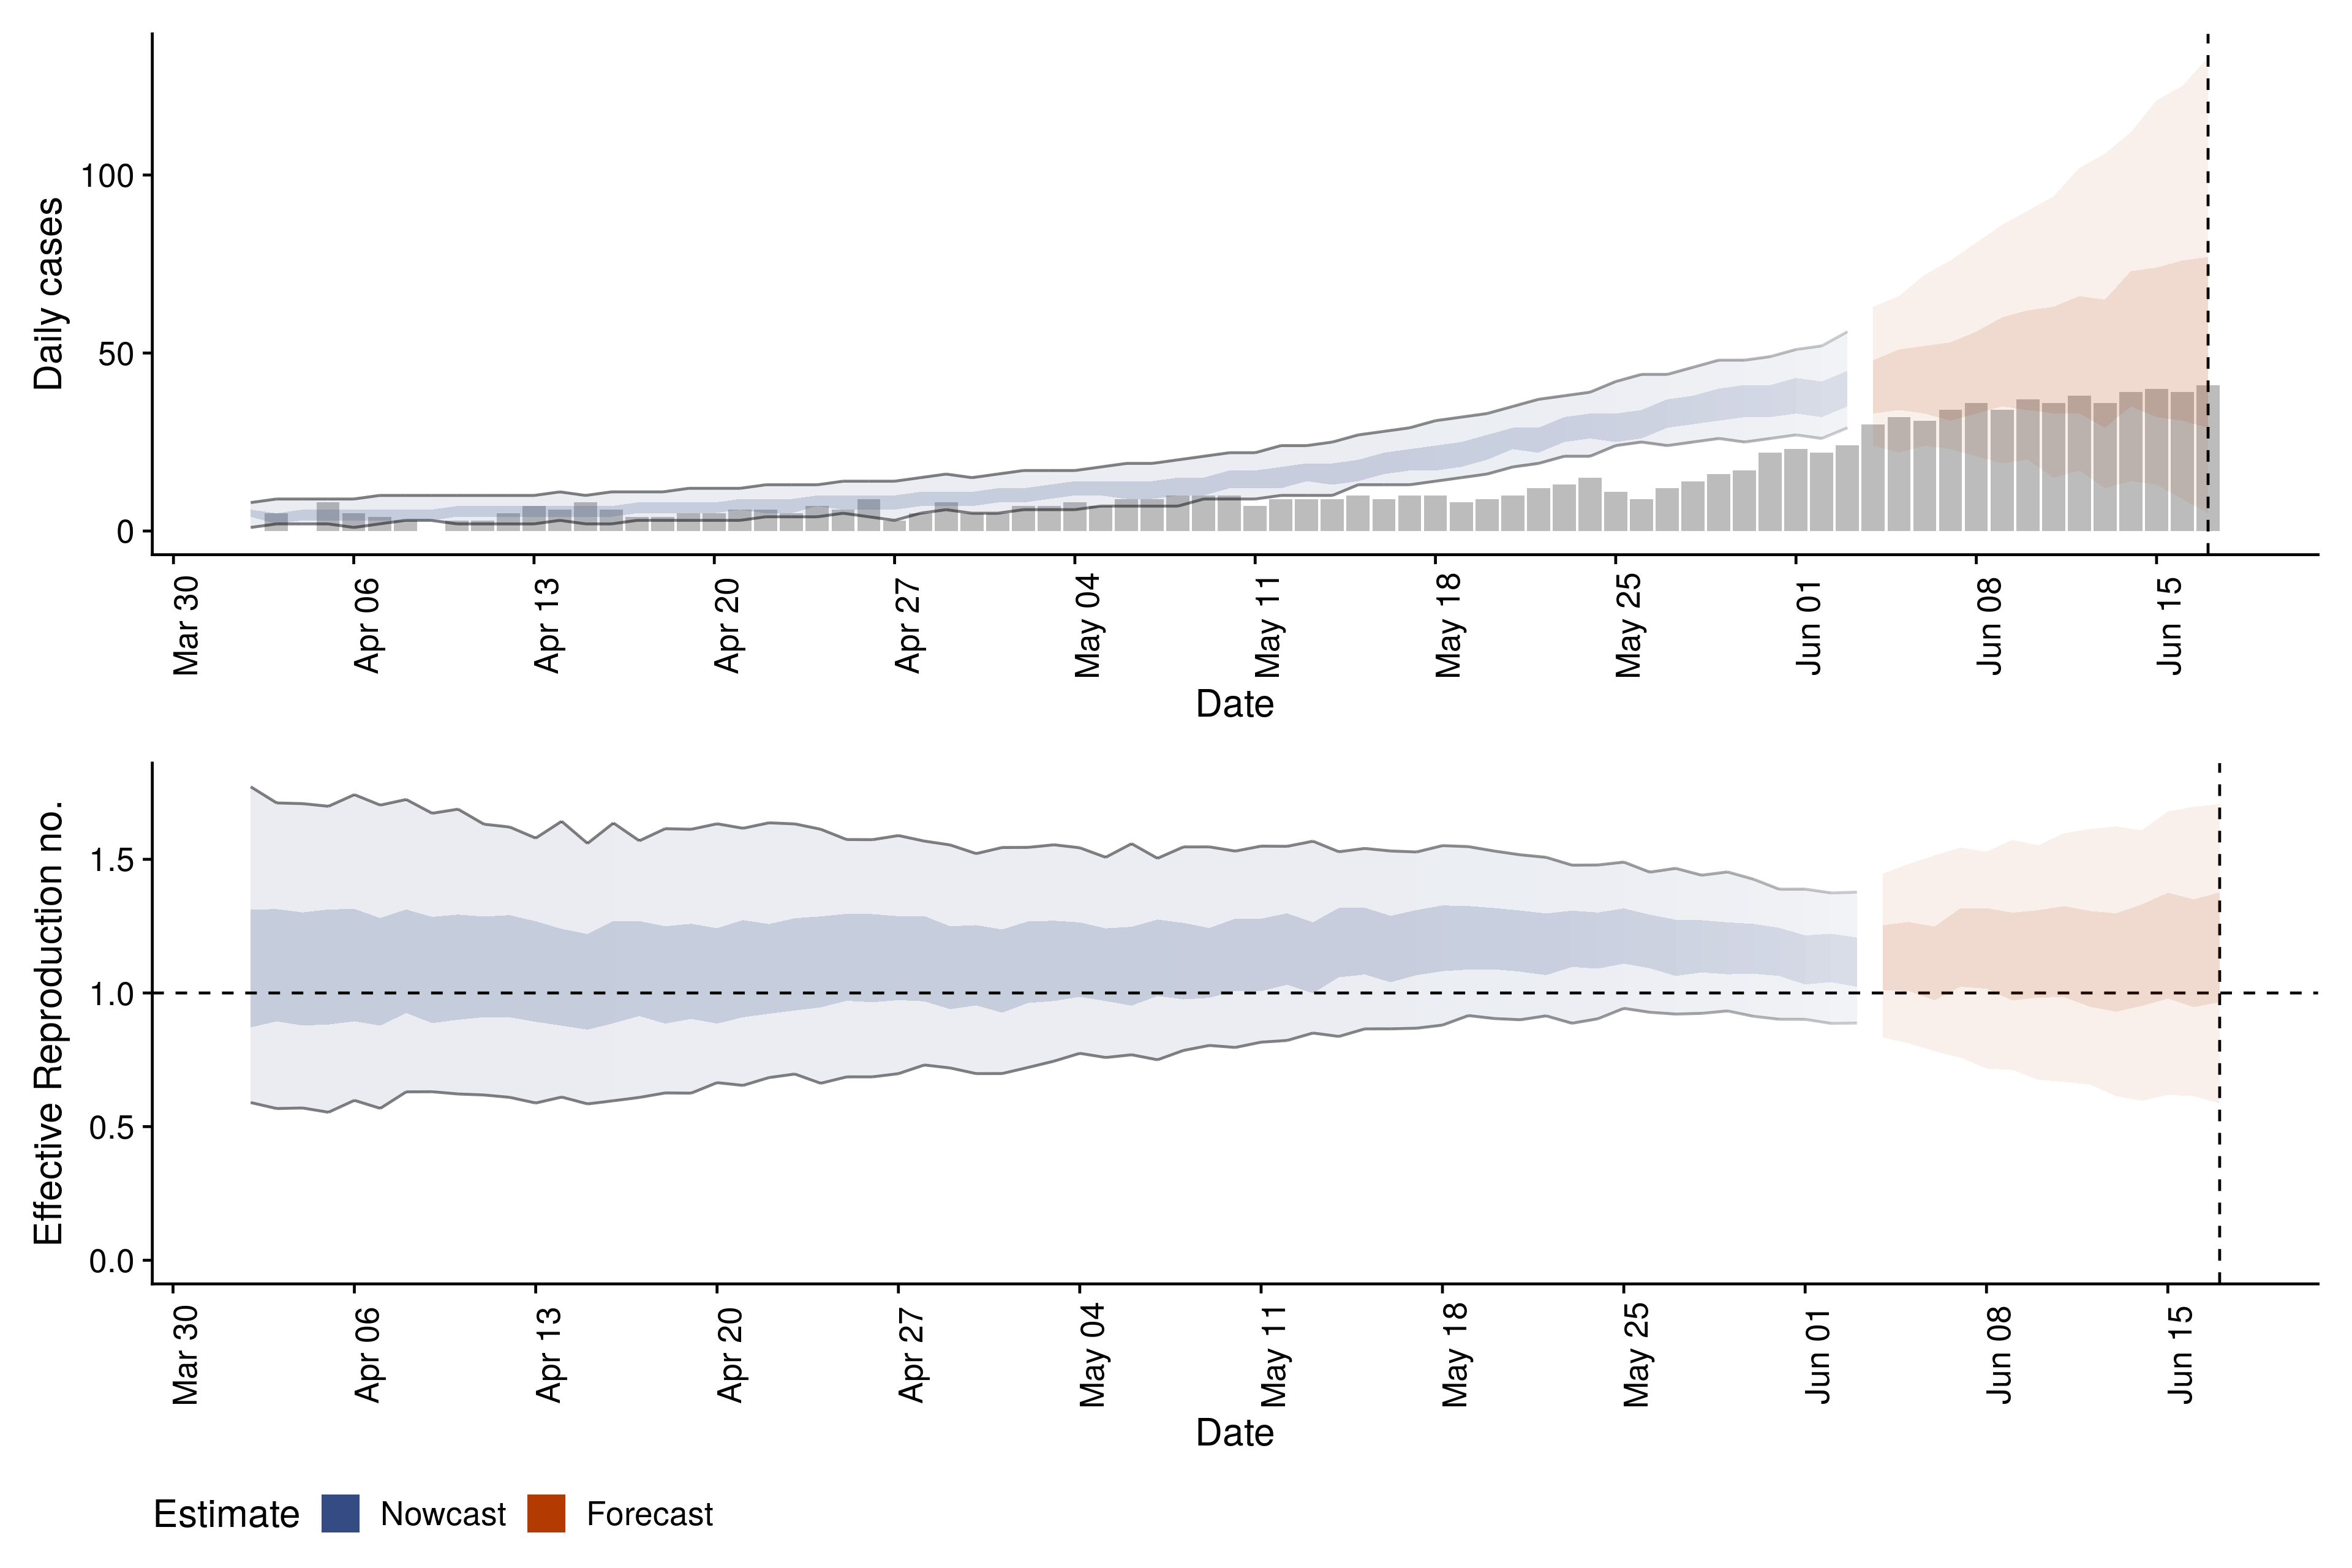 Daily cases
100
50
0
Mar 30
Apr 06
Apr 13
Apr 20
Apr 27
May 04
May 11
May 18
May 25
Jun 01
Jun 08
Jun 15
Date
Effective Reproduction no.
1.5
1.0
0.5
0.0
Mar 30
Apr 06
Apr 13
Apr 20
Apr 27
May 04
May 11
May 18
May 25
Jun 01
Jun 08
Jun 15
Date
Estimate Nowcast Forecast